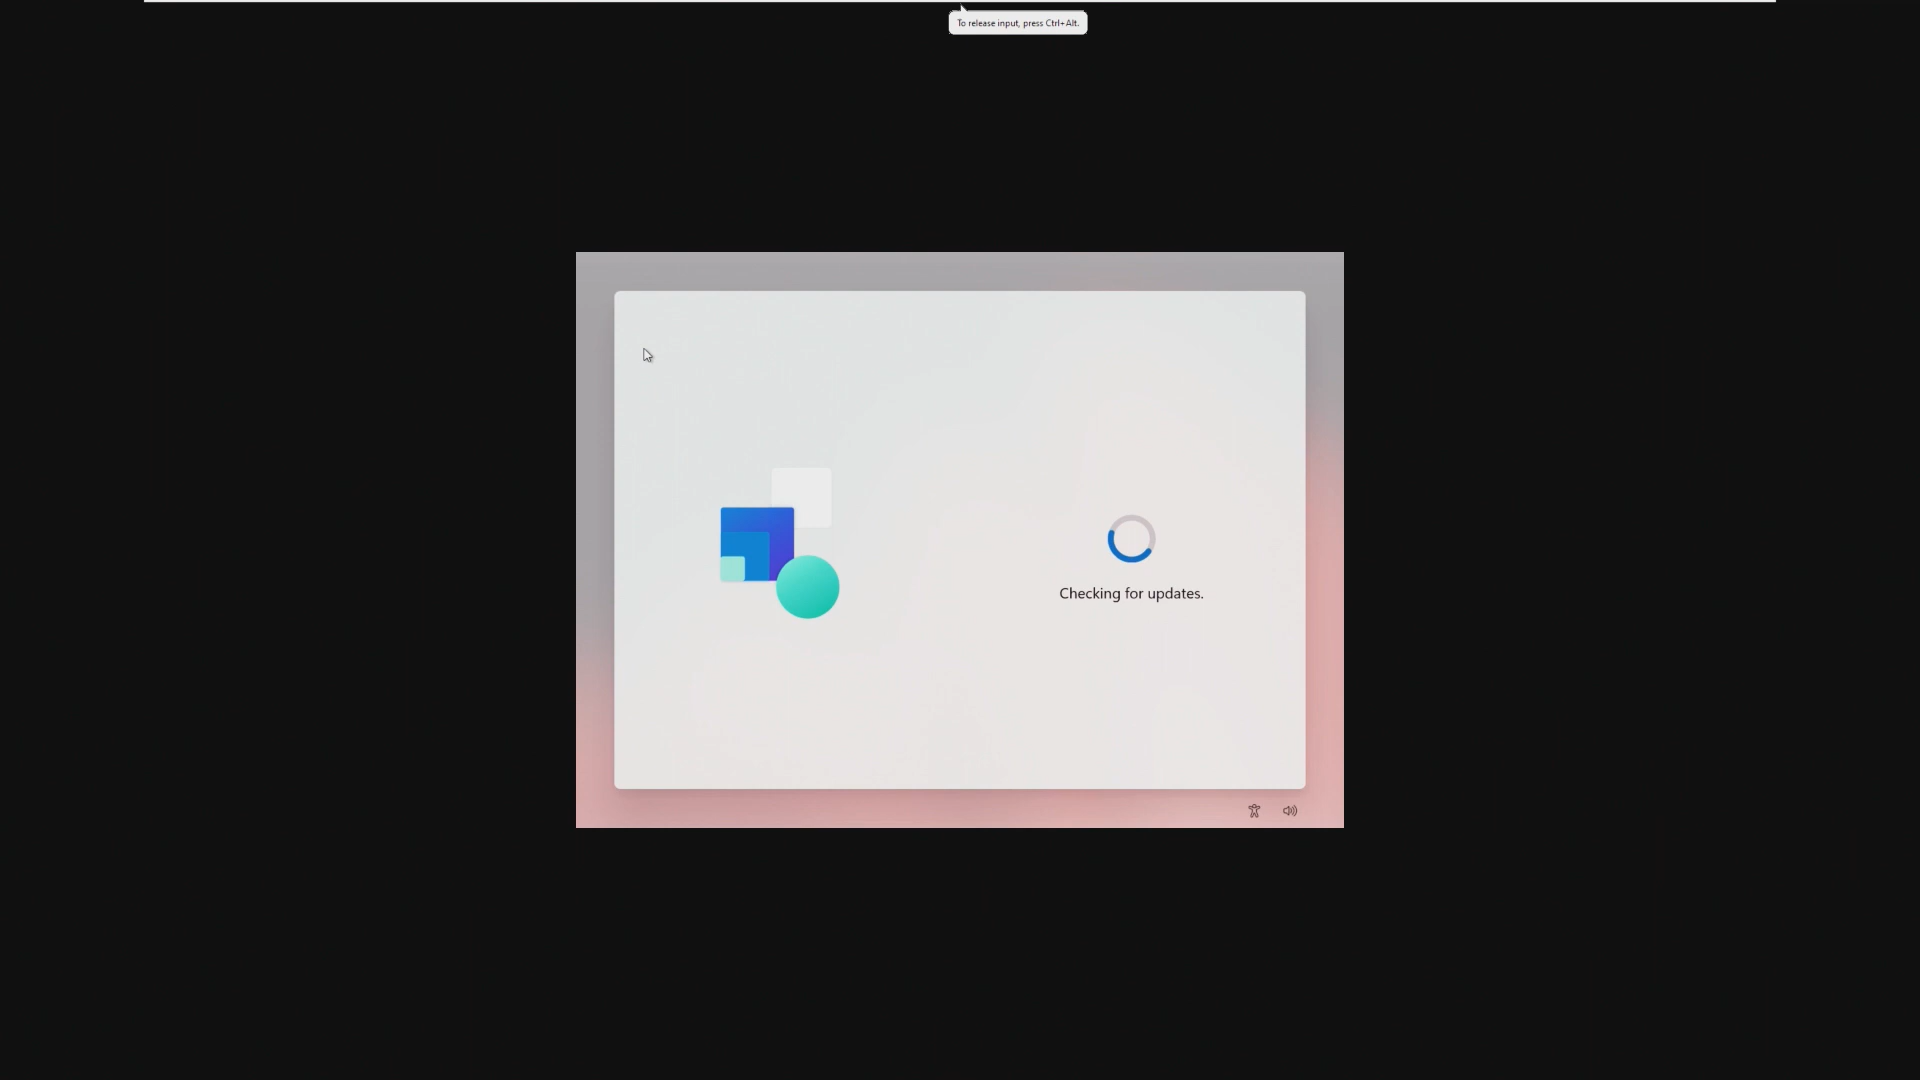 To release input, press Ctrl+Alt.
Checking for updates.